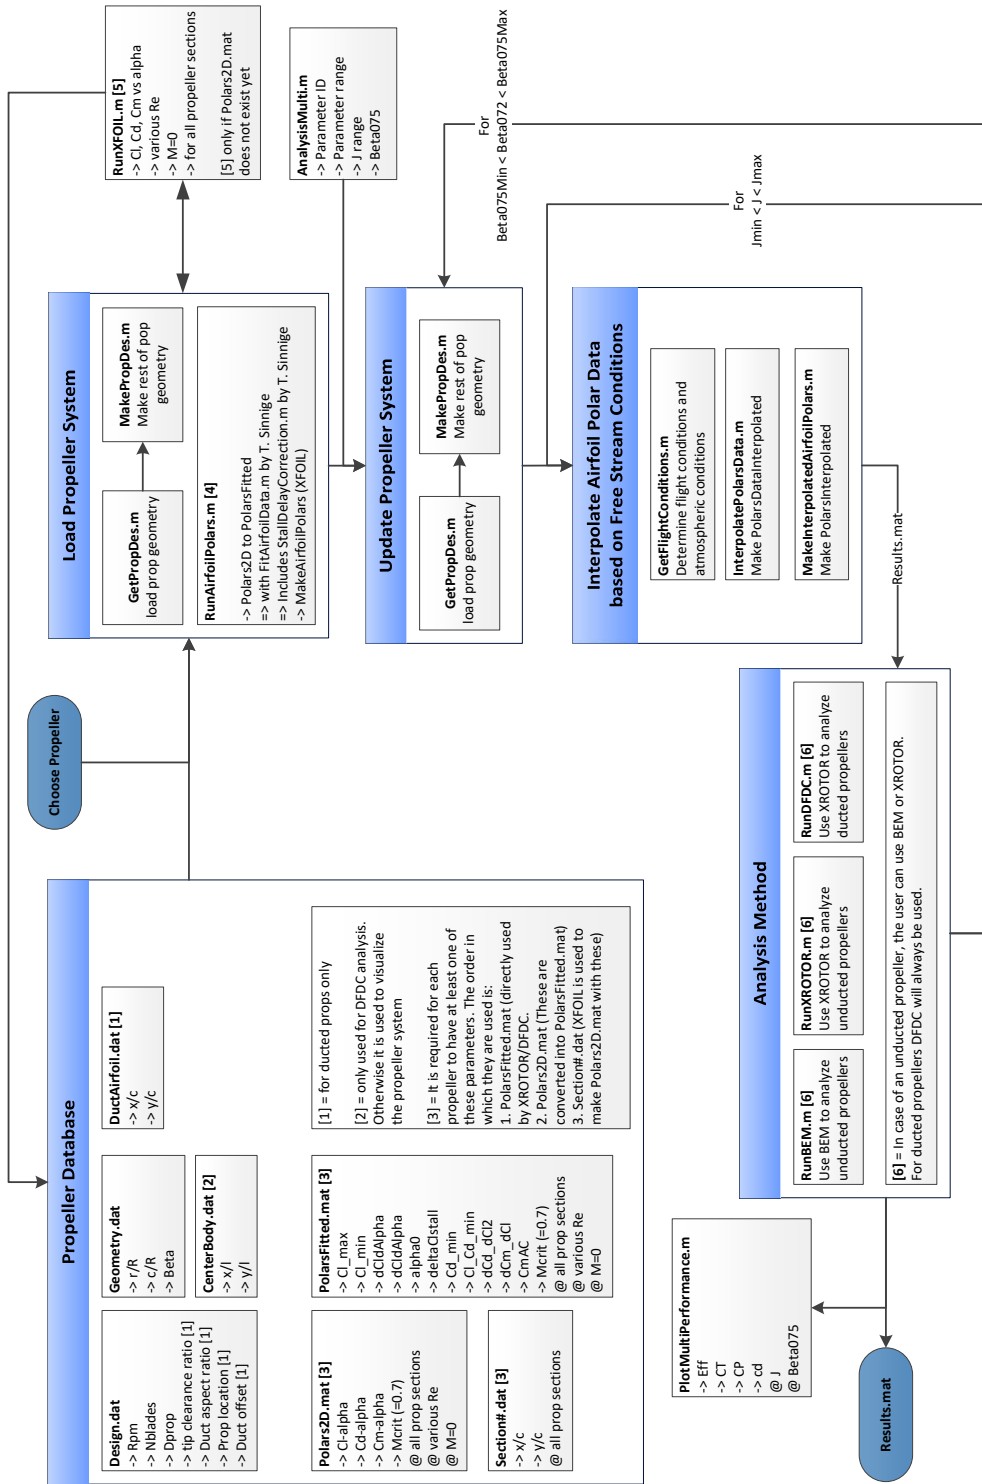 Choose Propeller
Propeller Database
Design.dat
-> Rpm
-> Nblades
-> Dprop
-> tip clearance ratio [1]
-> Duct aspect ratio [1]
-> Prop location [1]
-> Duct offset [1]
Geometry.dat
-> r/R
-> c/R
-> Beta
CenterBody.dat [2]
-> x/l
-> y/l
DuctAirfoil.dat [1]
-> x/c
-> y/c
Polars2D.mat [3]
-> Cl-alpha
-> Cd-alpha
-> Cm-alpha
-> Mcrit (=0.7)
@ all prop sections
@ various Re
@ M=0
Section#.dat [3]
-> x/c
-> y/c
@ all prop sections
PolarsFitted.mat [3]
-> Cl_max
-> Cl_min
-> dCldAlpha
-> dCldAlpha
-> alpha0
-> deltaClstall
-> Cd_min
-> Cl_Cd_min
-> dCd_dCl2
-> dCm_dCl
-> CmAC
-> Mcrit (=0.7)
@ all prop sections
@ various Re
@ M=0
[1] = for ducted props only
[2] = only used for DFDC analysis.
Otherwise it is used to visualize
the propeller system
[3] = It is required for each
propeller to have at least one of
these parameters. The order in
which they are used is:
1. PolarsFitted.mat (directly used
by XROTOR/DFDC.
2. Polars2D.mat (These are
converted into PolarsFitted.mat)
3. Section#.dat (XFOIL is used to
make Polars2D.mat with these)
Load Propeller System
GetPropDes.m
load prop geometry
MakePropDes.m
Make rest of pop
geometry
RunAirfoilPolars.m [4]
-> Polars2D to PolarsFitted
=> with FitAirfoilData.m by T. Sinnige
=> Includes StallDelayCorrection.m by T. Sinnige
-> MakeAirfoilPolars (XFOIL)
RunXFOIL.m [5]
-> Cl, Cd, Cm vs alpha
-> various Re
-> M=0
-> for all propeller sections
[5] only if Polars2D.mat
does not exist yet
AnalysisMulti.m
-> Parameter ID
-> Parameter range
-> J range
-> Beta075
Update Propeller System
GetPropDes.m
load prop geometry
MakePropDes.m
Make rest of pop
geometry
For
Beta075Min < Beta072 < Beta075Max
Interpolate Airfoil Polar Data
based on Free Stream Conditions
GetFlightConditions.m
Determine flight conditions and
atmospheric conditions
InterpolatePolarsData.m
Make PolarsDataInterpolated
MakeInterpolatedAirfoilPolars.m
Make PolarsInterpolated
For
Jmin < J < Jmax
Results.mat
Analysis Method
RunBEM.m [6]
Use BEM to analyze
unducted propellers
RunXROTOR.m [6]
Use XROTOR to analyze
unducted propellers
RunDFDC.m [6]
Use XROTOR to analyze
ducted propellers
[6] = In case of an unducted propeller, the user can use BEM or XROTOR.
For ducted propellers DFDC will always be used.
PlotMultiPerformance.m
-> Eff
-> CT
-> CP
-> cd
@ J
@ Beta075
Results.mat